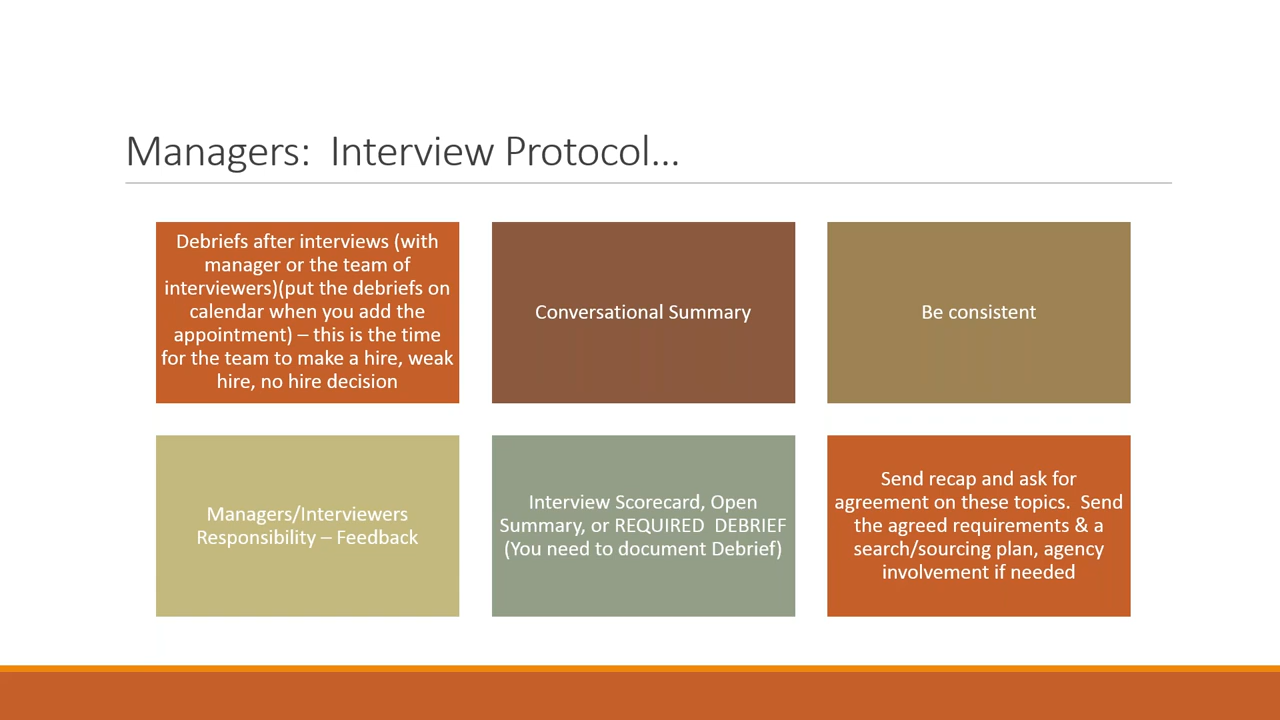 Managers:  Interview Protocol…
Debriefs after interviews (with
manager or the team of
interviewers)(put the debriefs on
calendar when you add the
appointment) – this is the time
for the team to make a hire, weak
hire, no hire decision
Conversational Summary
Be consistent
Managers/Interviewers
Responsibility – Feedback
Interview Scorecard, Open
Summary, or REQUIRED  DEBRIEF
(You need to document Debrief)
Send recap and ask for
agreement on these topics.  Send
the agreed requirements & a
search/sourcing plan, agency
involvement if needed